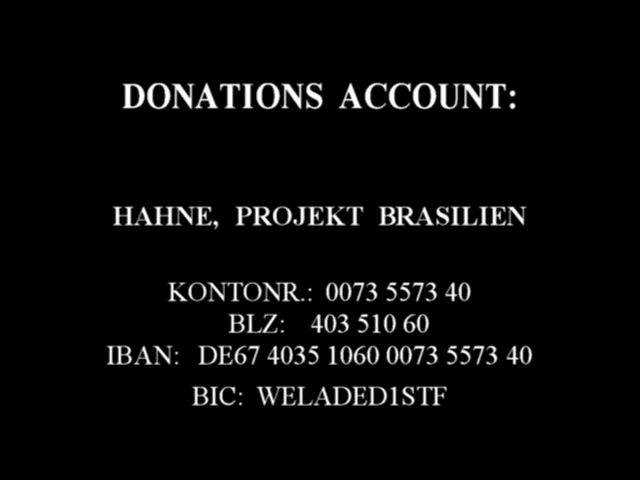 DONATIONS ACCOUNT:
HAHNE, PROJEKT BRASILIEN
KONTONR.: 0073 5573 40
BLZ: 403 510 60
IBAN: DE67 4035 1060 0073 5573 40
BIC: WELADED1STF